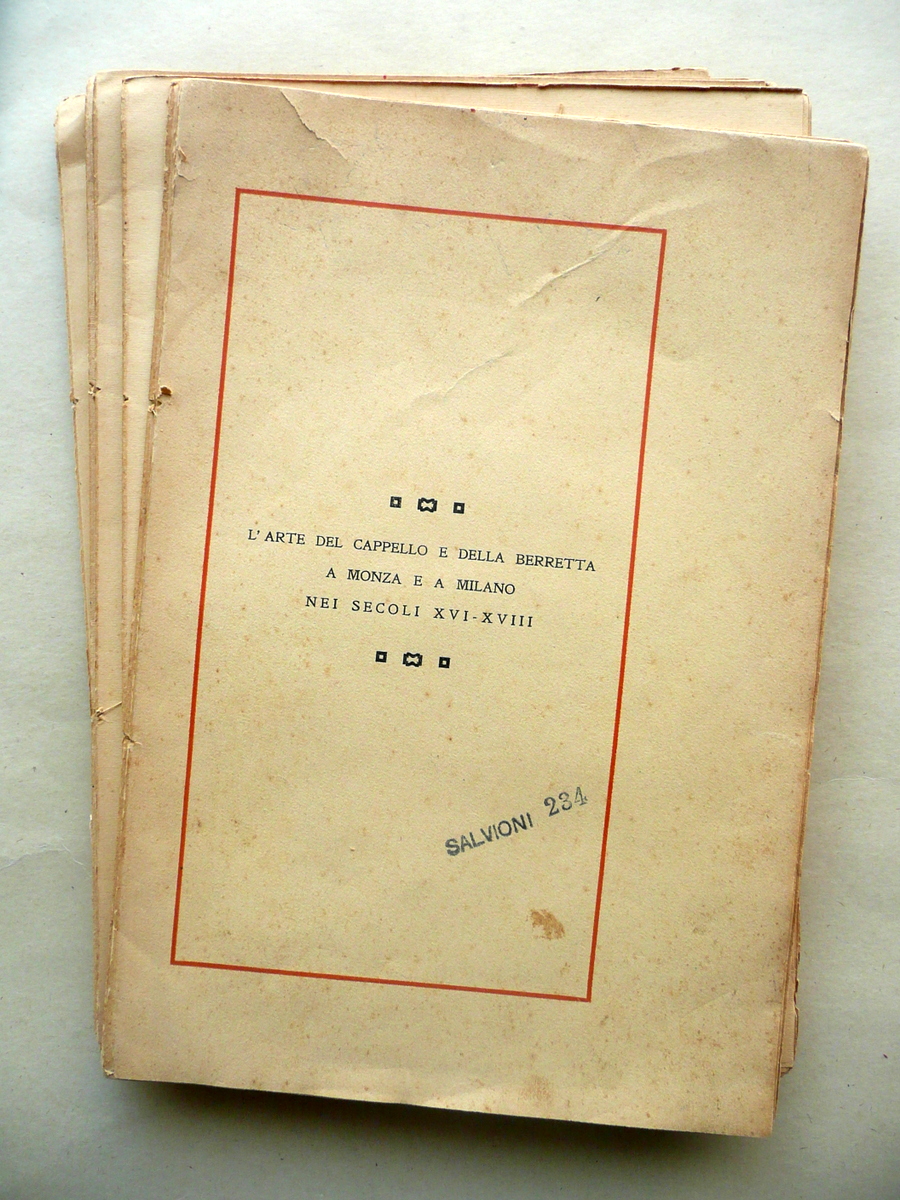 L'ARTE DEL CAPPELLO E DELLA BERRETTA
A MONZA E A MILANO
NEI SECOLI XVI-XVIII
SALVIONI 234